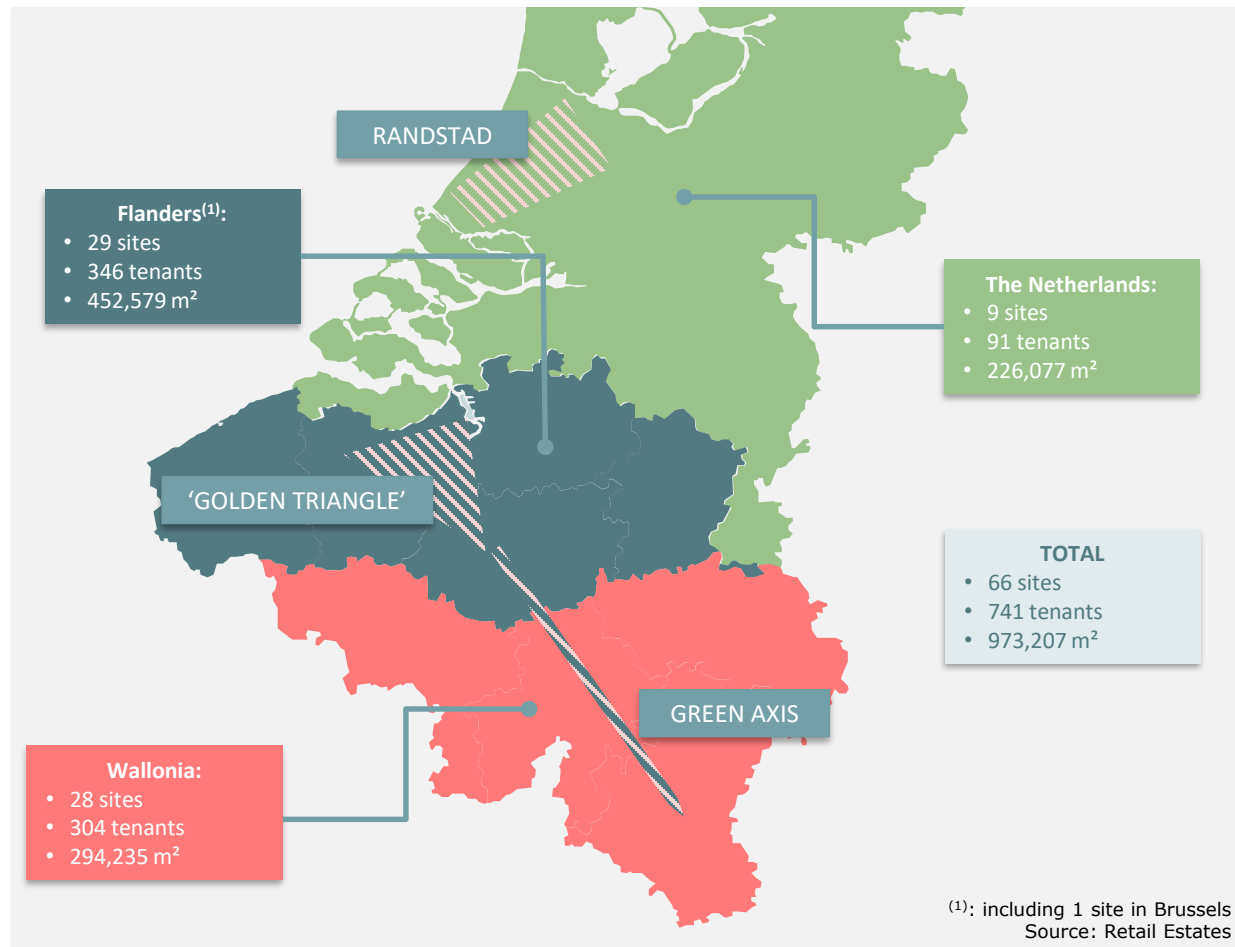 RANDSTAD
Flanders(1):
• 29 sites
• 346 tenants
• 452,579 m²
The Netherlands:
• 9 sites
• 91 tenants
• 226,077 m²
‘GOLDEN TRIANGLE’
TOTAL
• 66 sites
• 741 tenants
• 973,207 m²
GREEN AXIS
Wallonia:
• 28 sites
• 304 tenants
• 294,235 m²
(1): including 1 site in Brussels
Source: Retail Estates